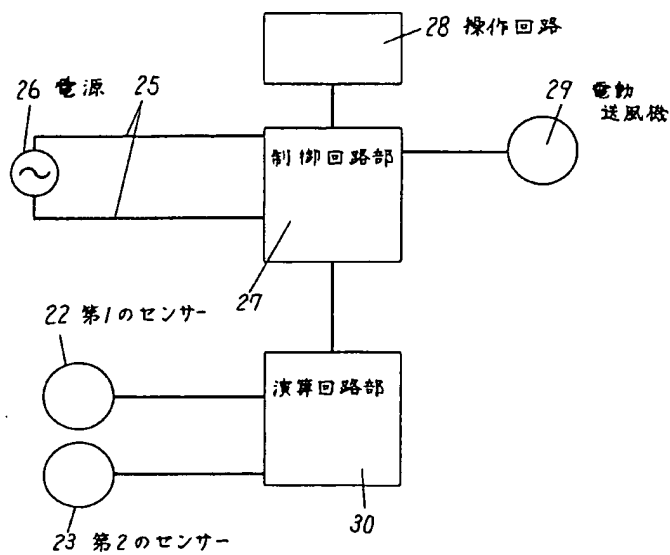 28 操作回路
26 電源
25
29 電動
送風機
制御回路部
27
22 第1のセンサー
演算回路部
30
23 第2のセンサー